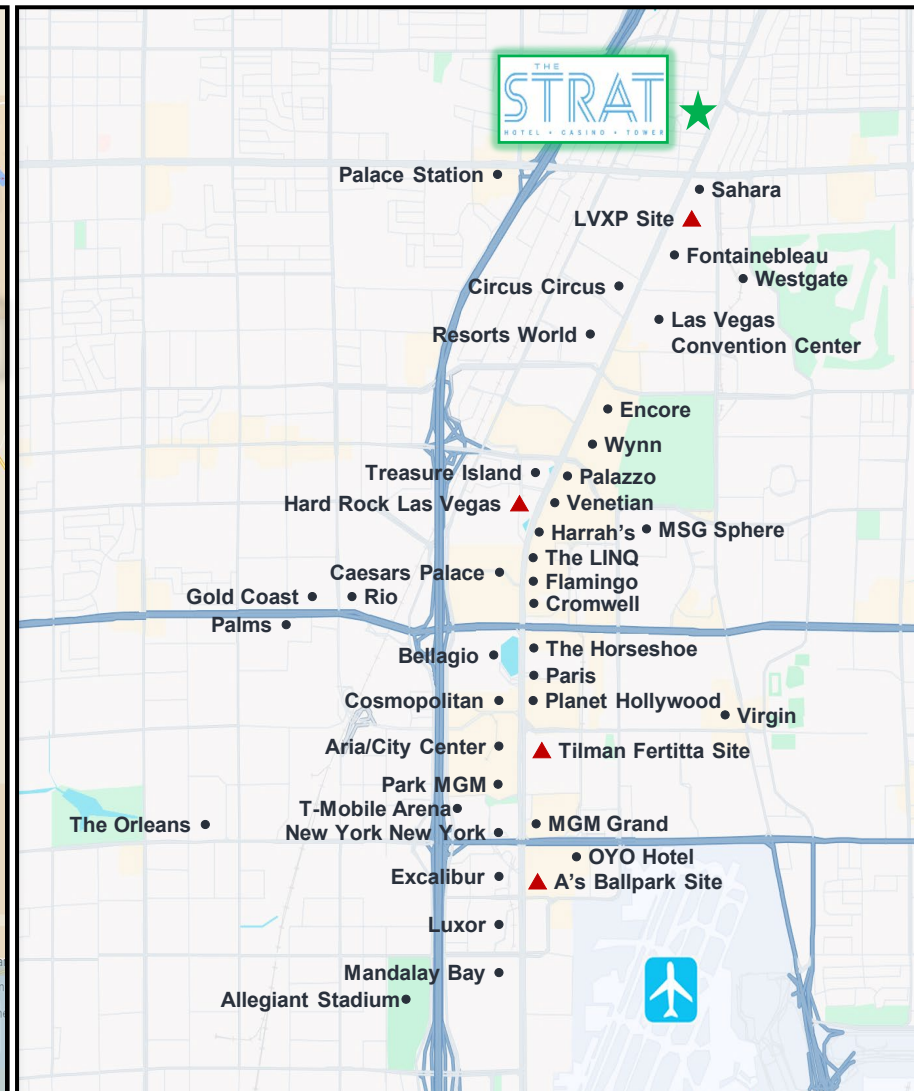 THE
STRAT
HOTEL • CASINO • TOWER
Palace Station
Sahara
LVXP Site
Fontainebleau
Westgate
Circus Circus
Las Vegas
Convention Center
Resorts World
Encore
Wynn
Treasure Island
Palazzo
Hard Rock Las Vegas
Venetian
Harrah's
MSG Sphere
The LINQ
Caesars Palace
Flamingo
Gold Coast
Rio
Cromwell
Palms
The Horseshoe
Bellagio
Paris
Cosmopolitan
Planet Hollywood
Virgin
Aria/City Center
Tilman Fertitta Site
Park MGM
T-Mobile Arena
The Orleans
MGM Grand
New York New York
OYO Hotel
Excalibur
A's Ballpark Site
Luxor
Mandalay Bay
Allegiant Stadium